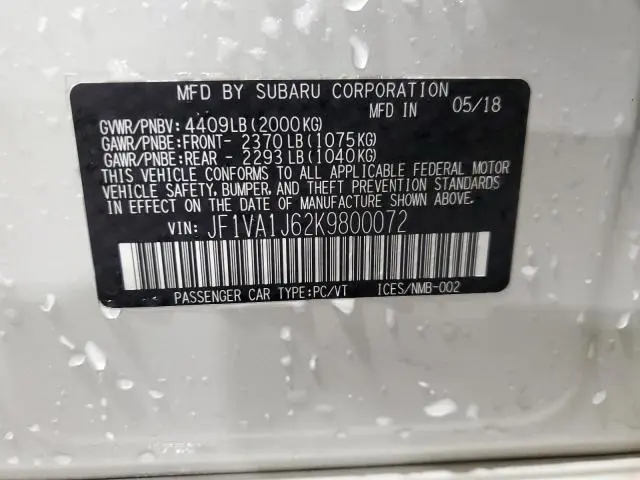 MFD BY SUBARU CORPORATION
MFD IN 05/18
GVWR/PNBV: 4409LB(2000KG)
GAWR/PNBE:FRONT- 2370LB(1075KG)
GAWR/PNBE:REAR - 2293LB(1040KG)
THIS VEHICLE CONFORMS TO ALL APPLICABLE FEDERAL MOTOR
VEHICLE SAFETY, BUMPER, AND THEFT PREVENTION STANDARDS
IN EFFECT ON THE DATE OF MANUFACTURE SHOWN ABOVE.
VIN: JF1VA1J62K9800072
PASSENGER CAR TYPE:PC/VT ICES/NMB-002